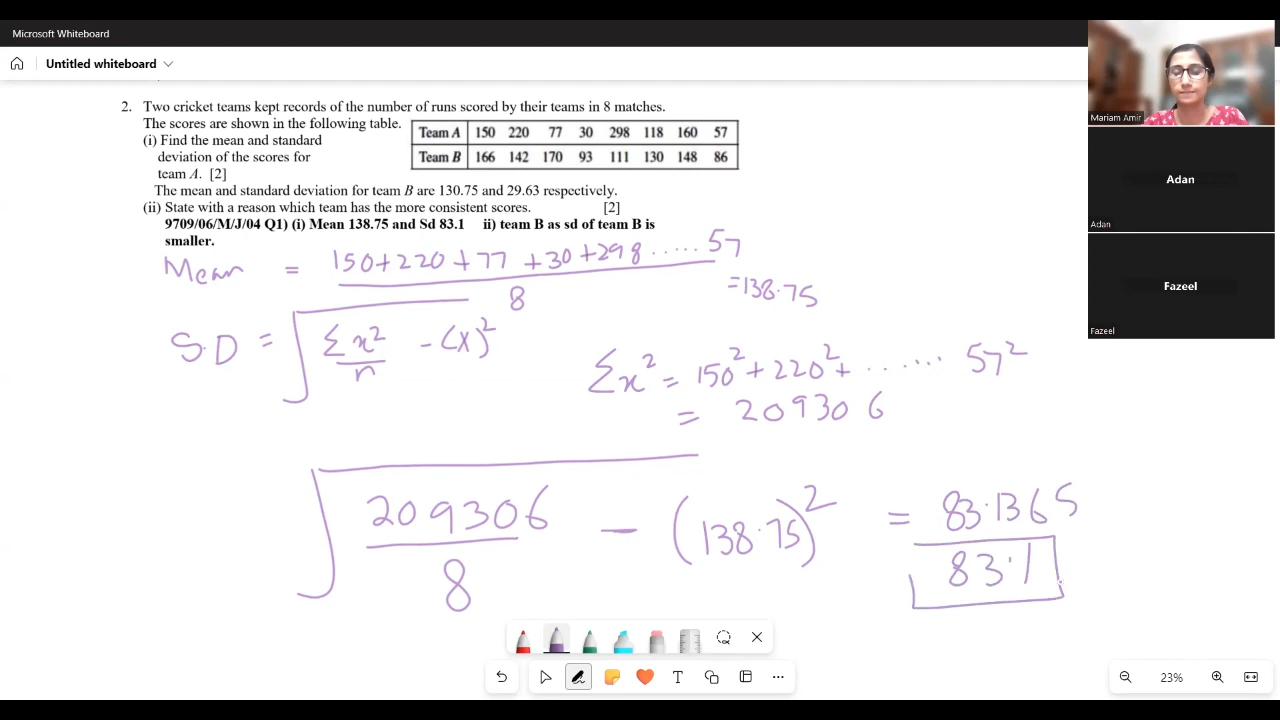 Microsoft Whiteboard
Untitled whiteboard
2. Two cricket teams kept records of the number of runs scored by their teams in 8 matches.
The scores are shown in the following table.
(i) Find the mean and standard
deviation of the scores for
team A. [2]
Team A 150 220 77 30 298 118 160 57
Team B 166 142 170 93 111 130 148 86
The mean and standard deviation for team B are 130.75 and 29.63 respectively.
(ii) State with a reason which team has the more consistent scores. [2]
9709/06/M/J/04 Q1) (i) Mean 138.75 and Sd 83.1 ii) team B as sd of team B is
smaller.
Mean = 150+220+77+30+298.....57
8
=138.75
S.D = √ Σx²/n - (x)²
Σx² = 150²+220²+....... 57²
= 209306
√ 209306/8 - (138.75)² = 83.1365
83.1
Mariam Amir
Adan
Adan
Fazeel
Fazeel
23%